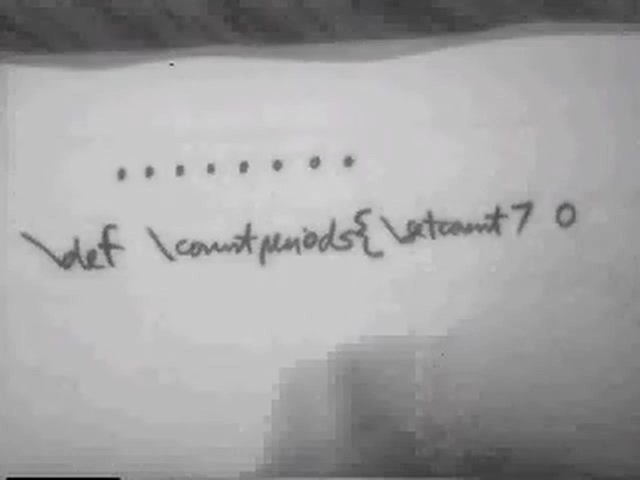 ........
\def \countperiods{\setcount7 0